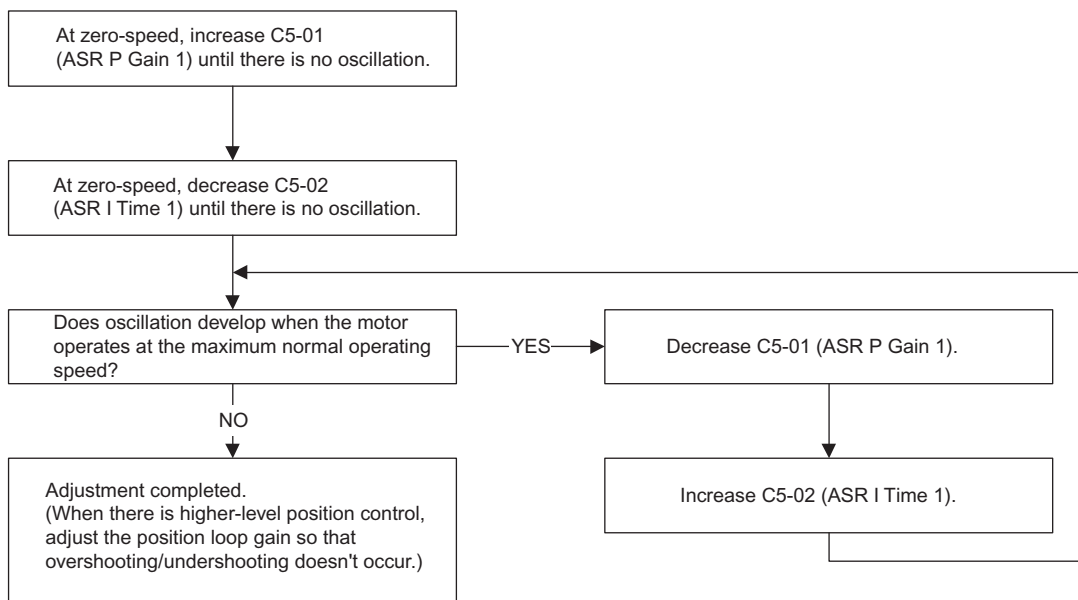 At zero-speed, increase C5-01
(ASR P Gain 1) until there is no oscillation.
At zero-speed, decrease C5-02
(ASR I Time 1) until there is no oscillation.
Does oscillation develop when the motor
operates at the maximum normal operating
speed?
YES
Decrease C5-01 (ASR P Gain 1).
NO
Increase C5-02 (ASR I Time 1).
Adjustment completed.
(When there is higher-level position control,
adjust the position loop gain so that
overshooting/undershooting doesn't occur.)